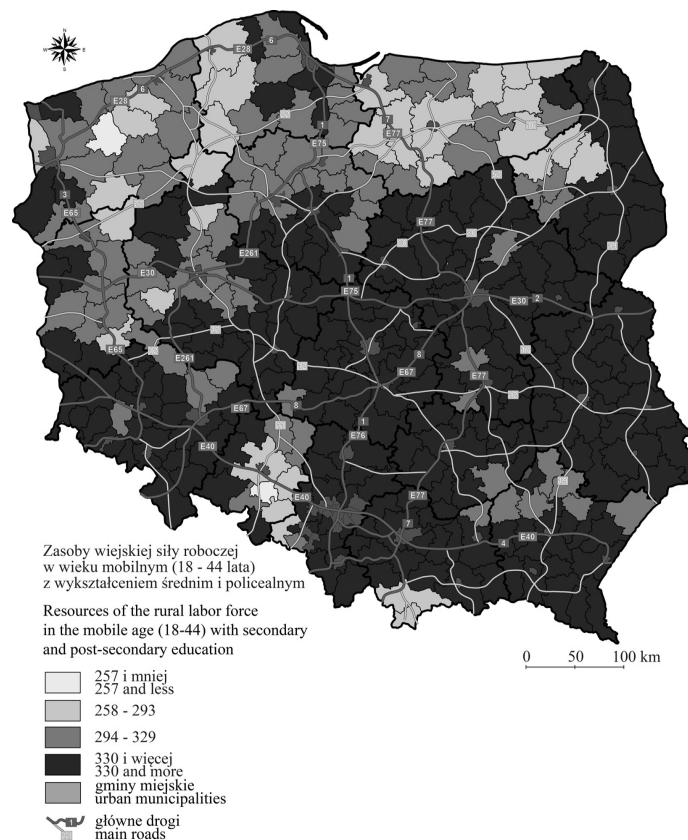 N
W
E
S
6
E28
6
E28
1
E75
7
E77
3
E65
E77
E261
E30
1
E75
E30
2
8
E67
E65
E261
E77
E67
8
1
E76
E40
E40
E77
7
4
E40
Zasoby wiejskiej siły roboczej
w wieku mobilnym (18 - 44 lata)
z wykształceniem średnim i policealnym
Resources of the rural labor force
in the mobile age (18-44) with secondary
and post-secondary education
0 50 100 km
257 i mniej
257 and less
258 - 293
294 - 329
330 i więcej
330 and more
gminy miejskie
urban municipalities
1
główne drogi
main roads